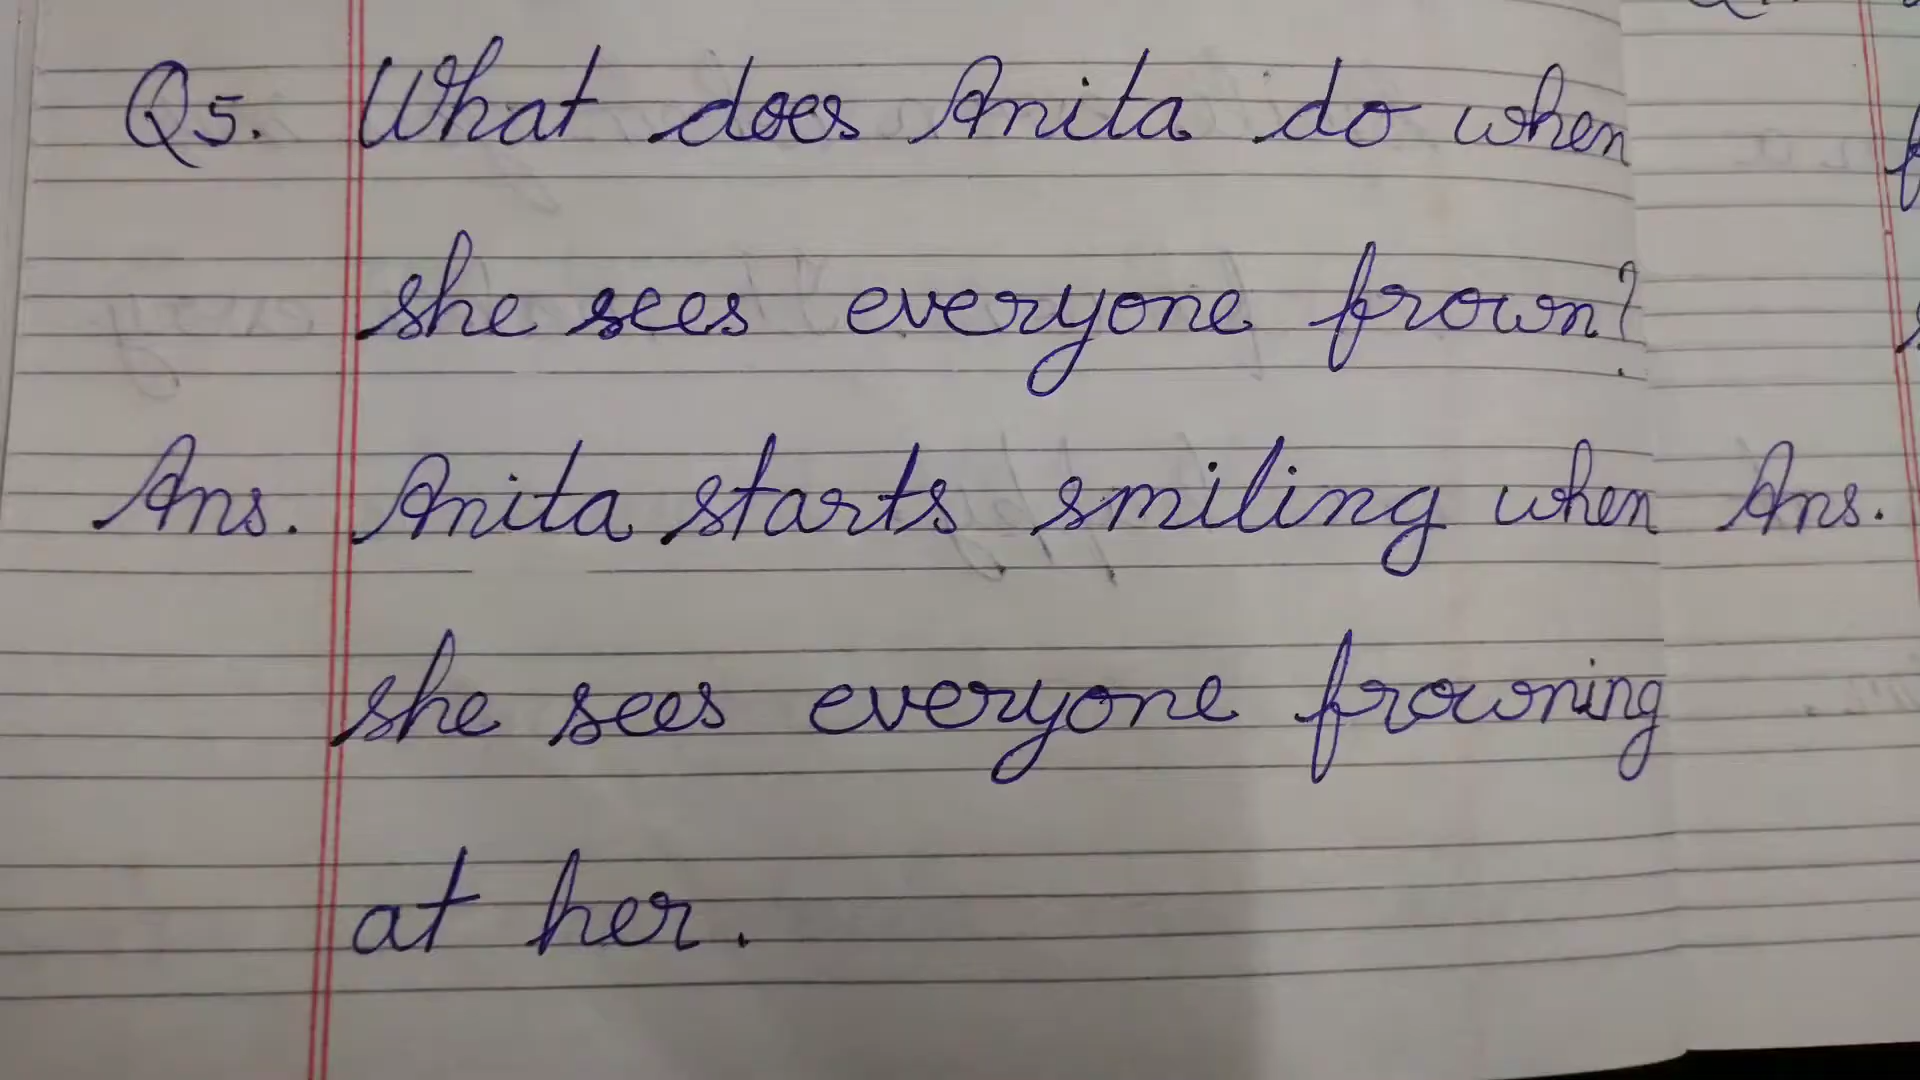 Q5. What does Anita do when
she sees everyone frown?
Ans. Anita starts smiling when
she sees everyone frowning
at her.
Ans.